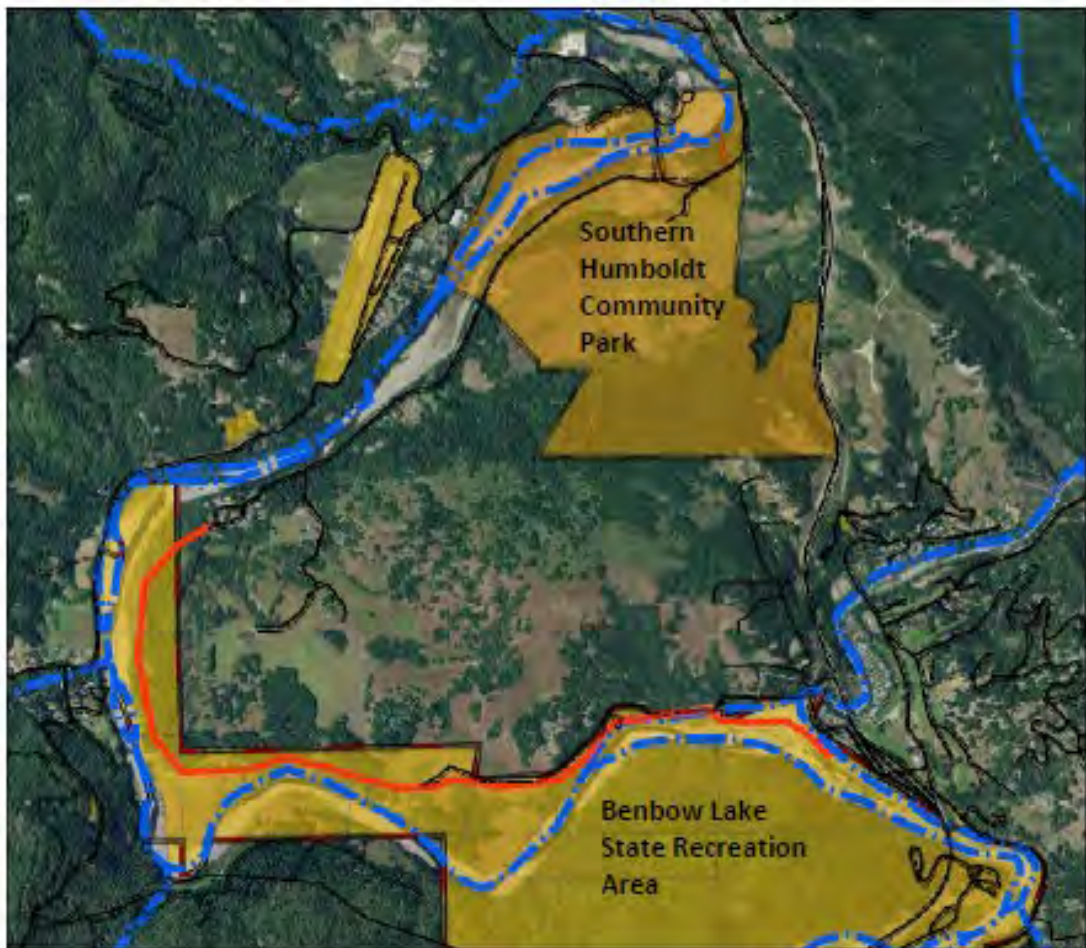 Southern
Humboldt
Community
Park
Benbow Lake
State Recreation
Area